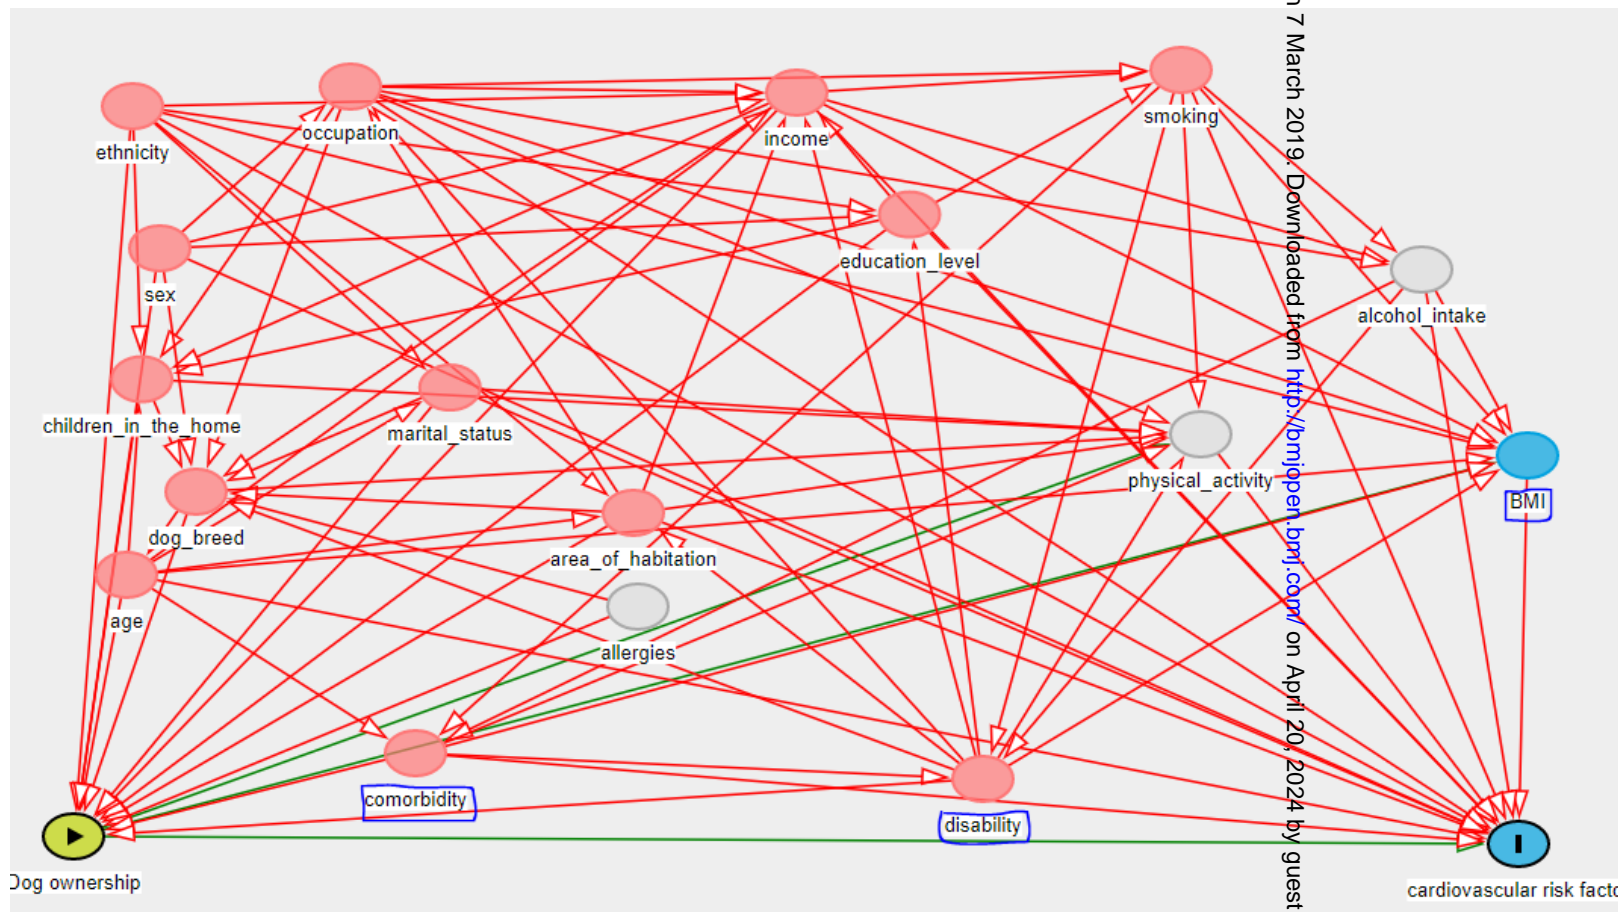 ethnicity
occupation
income
smoking
sex
education_level
alcohol_intake
children_in_the_home
marital_status
physical_activity
BMI
dog_breed
area_of_habitation
age
allergies
comorbidity
disability
Dog ownership
cardiovascular risk facto
n 7 March 2019. Downloaded from http://bmjopen.bmj.com/ on April 20, 2024 by guest